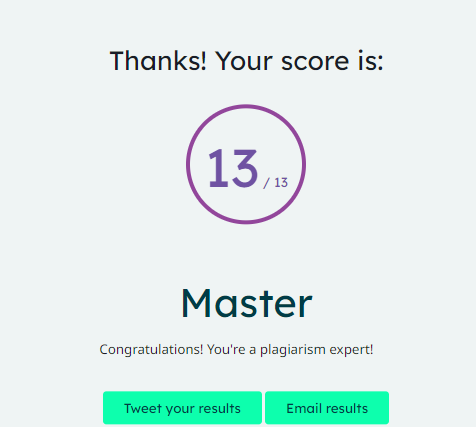 Thanks! Your score is:
13 / 13
Master
Congratulations! You're a plagiarism expert!
Tweet your results Email results